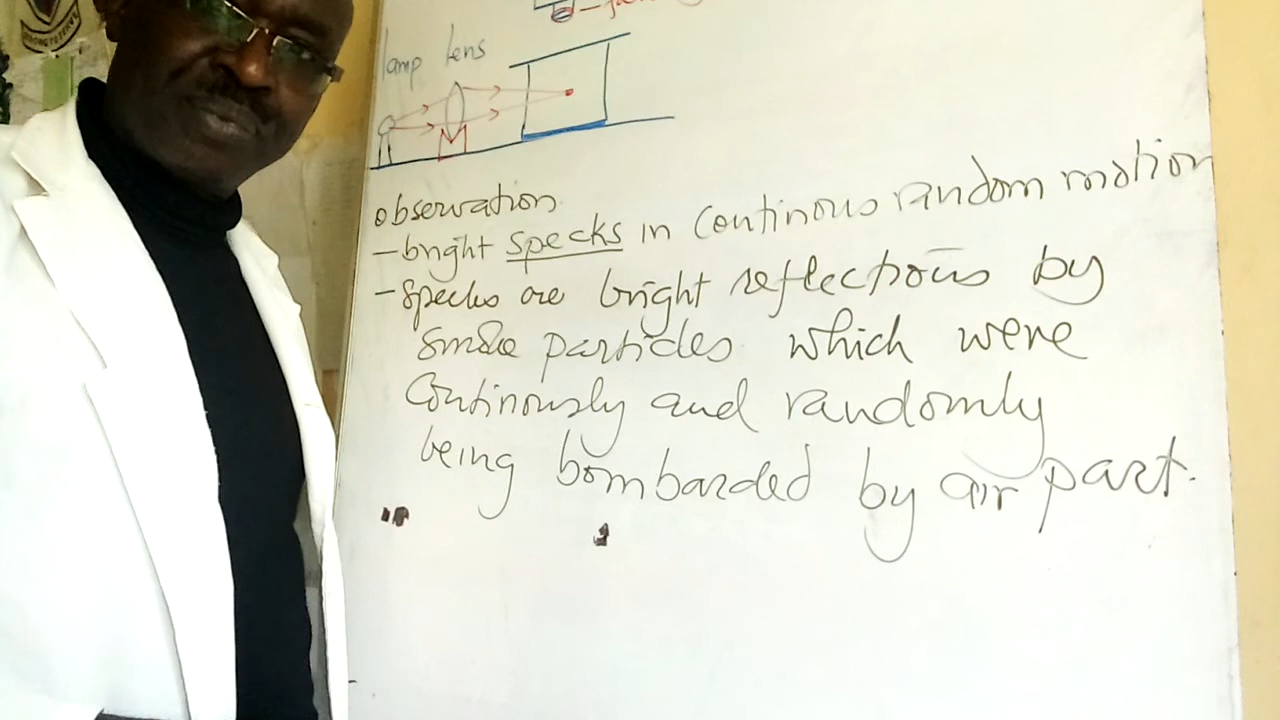 lamp lens
observation
- bright specks in continous random motion
- specks are bright reflections by
smoke particles which were
continously and randomly
being bombarded by air part.